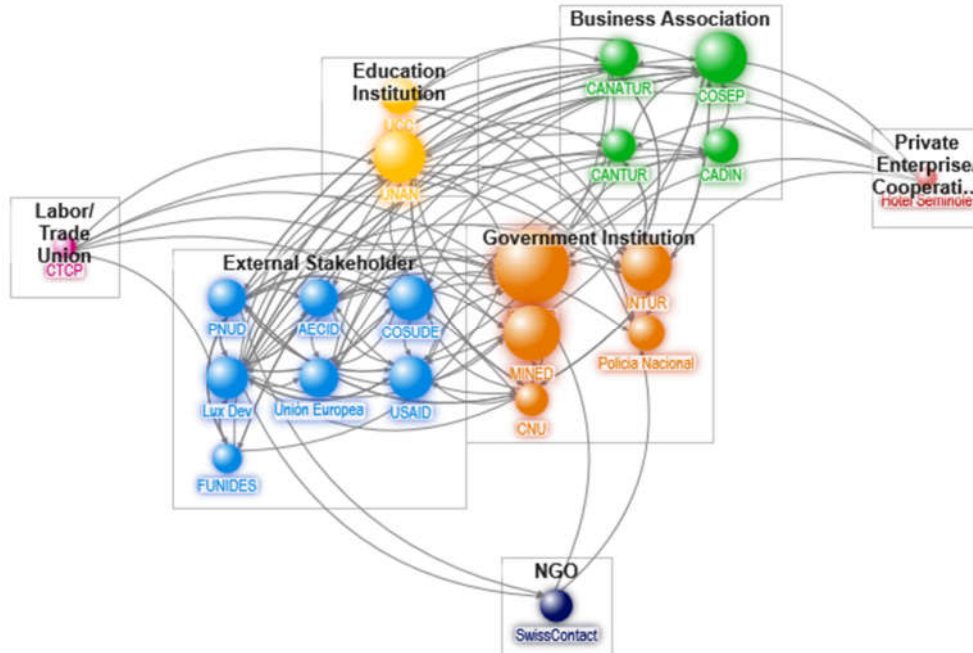 Business Association
CANATUR
COSEP
CANTUR
CADIN
Education
Institution
UCC
UNAN
Private
Enterprise/
Cooperati...
Hotel Seminole
Labor/
Trade
Union
CTCP
External Stakeholder
PNUD
AECID
COSUDE
Lux Dev
Unión Europea
USAID
FUNIDES
Government Institution
INTUR
MINED
Policia Nacional
CNU
NGO
SwissContact